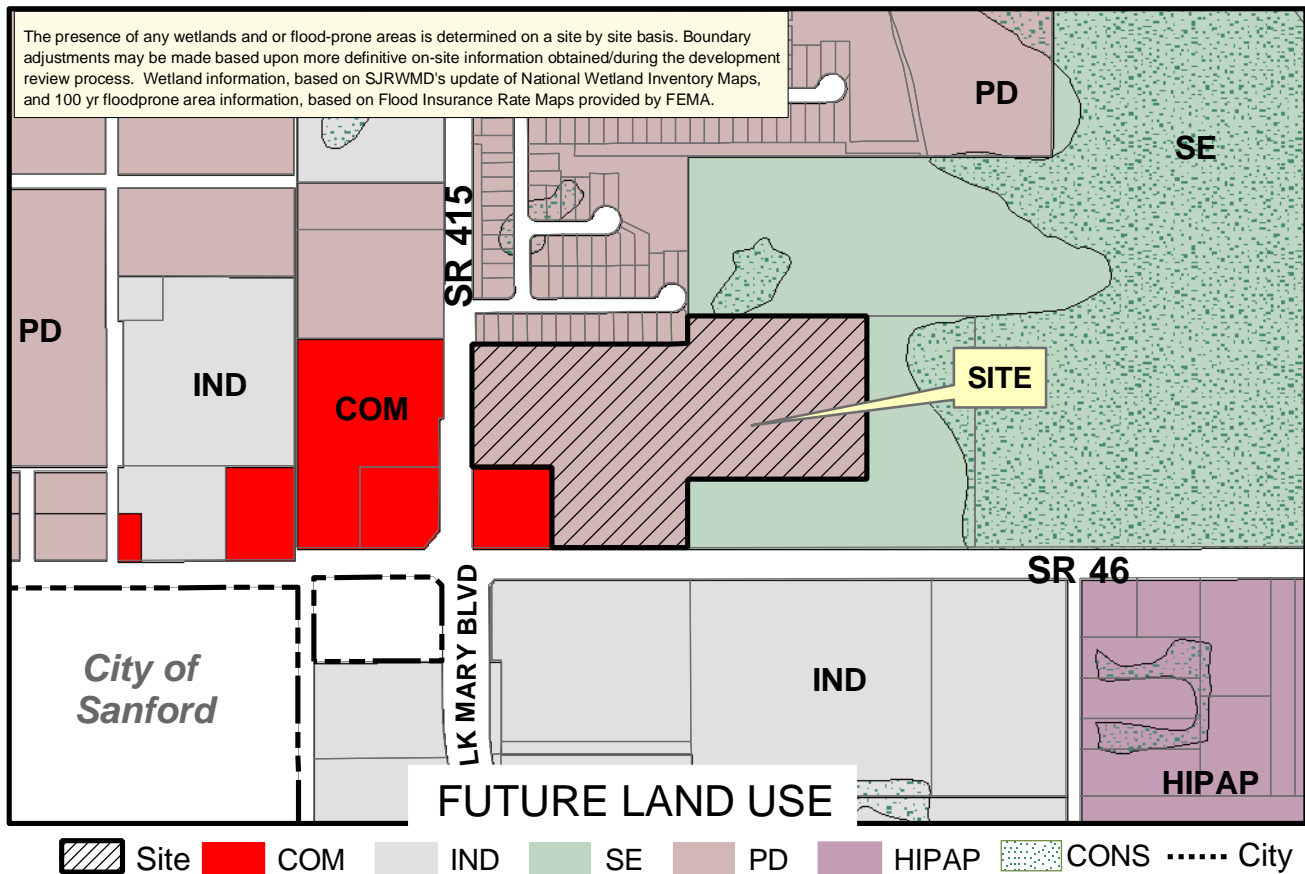 The presence of any wetlands and or flood-prone areas is determined on a site by site basis. Boundary
adjustments may be made based upon more definitive on-site information obtained/during the development
review process.  Wetland information, based on SJRWMD's update of National Wetland Inventory Maps,
and 100 yr floodprone area information, based on Flood Insurance Rate Maps provided by FEMA.
PD
SE
SR 415
PD
IND
COM
SITE
SR 46
LK MARY BLVD
City of
Sanford
IND
HIPAP
FUTURE LAND USE
Site COM IND SE PD HIPAP CONS City